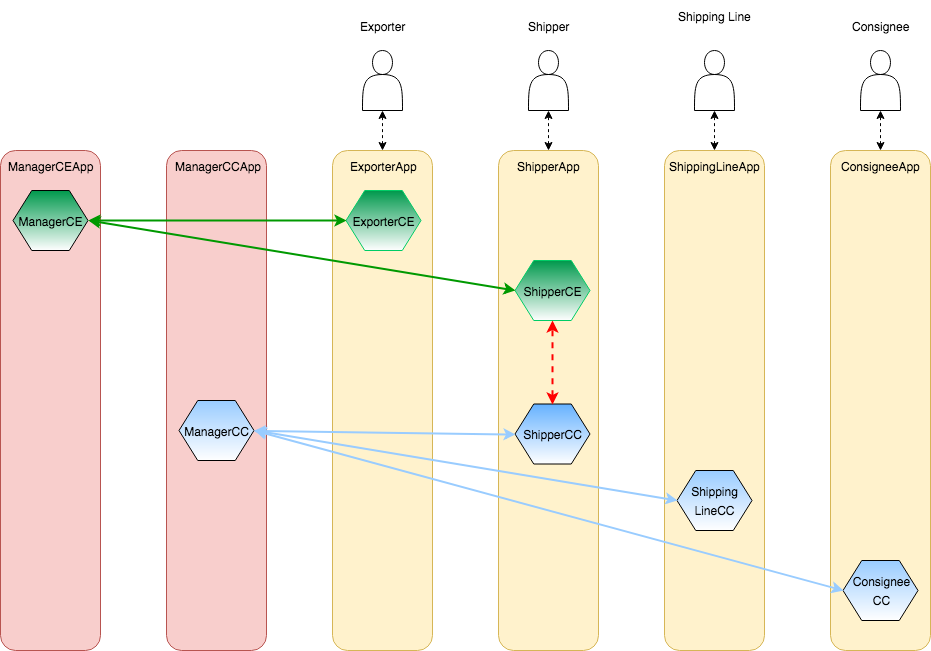 Exporter
Shipper
Shipping Line
Consignee
ManagerCEApp
ManagerCCApp
ExporterApp
ShipperApp
ShippingLineApp
ConsigneeApp
ManagerCE
ExporterCE
ShipperCE
ManagerCC
ShipperCC
Shipping
LineCC
Consignee
CC